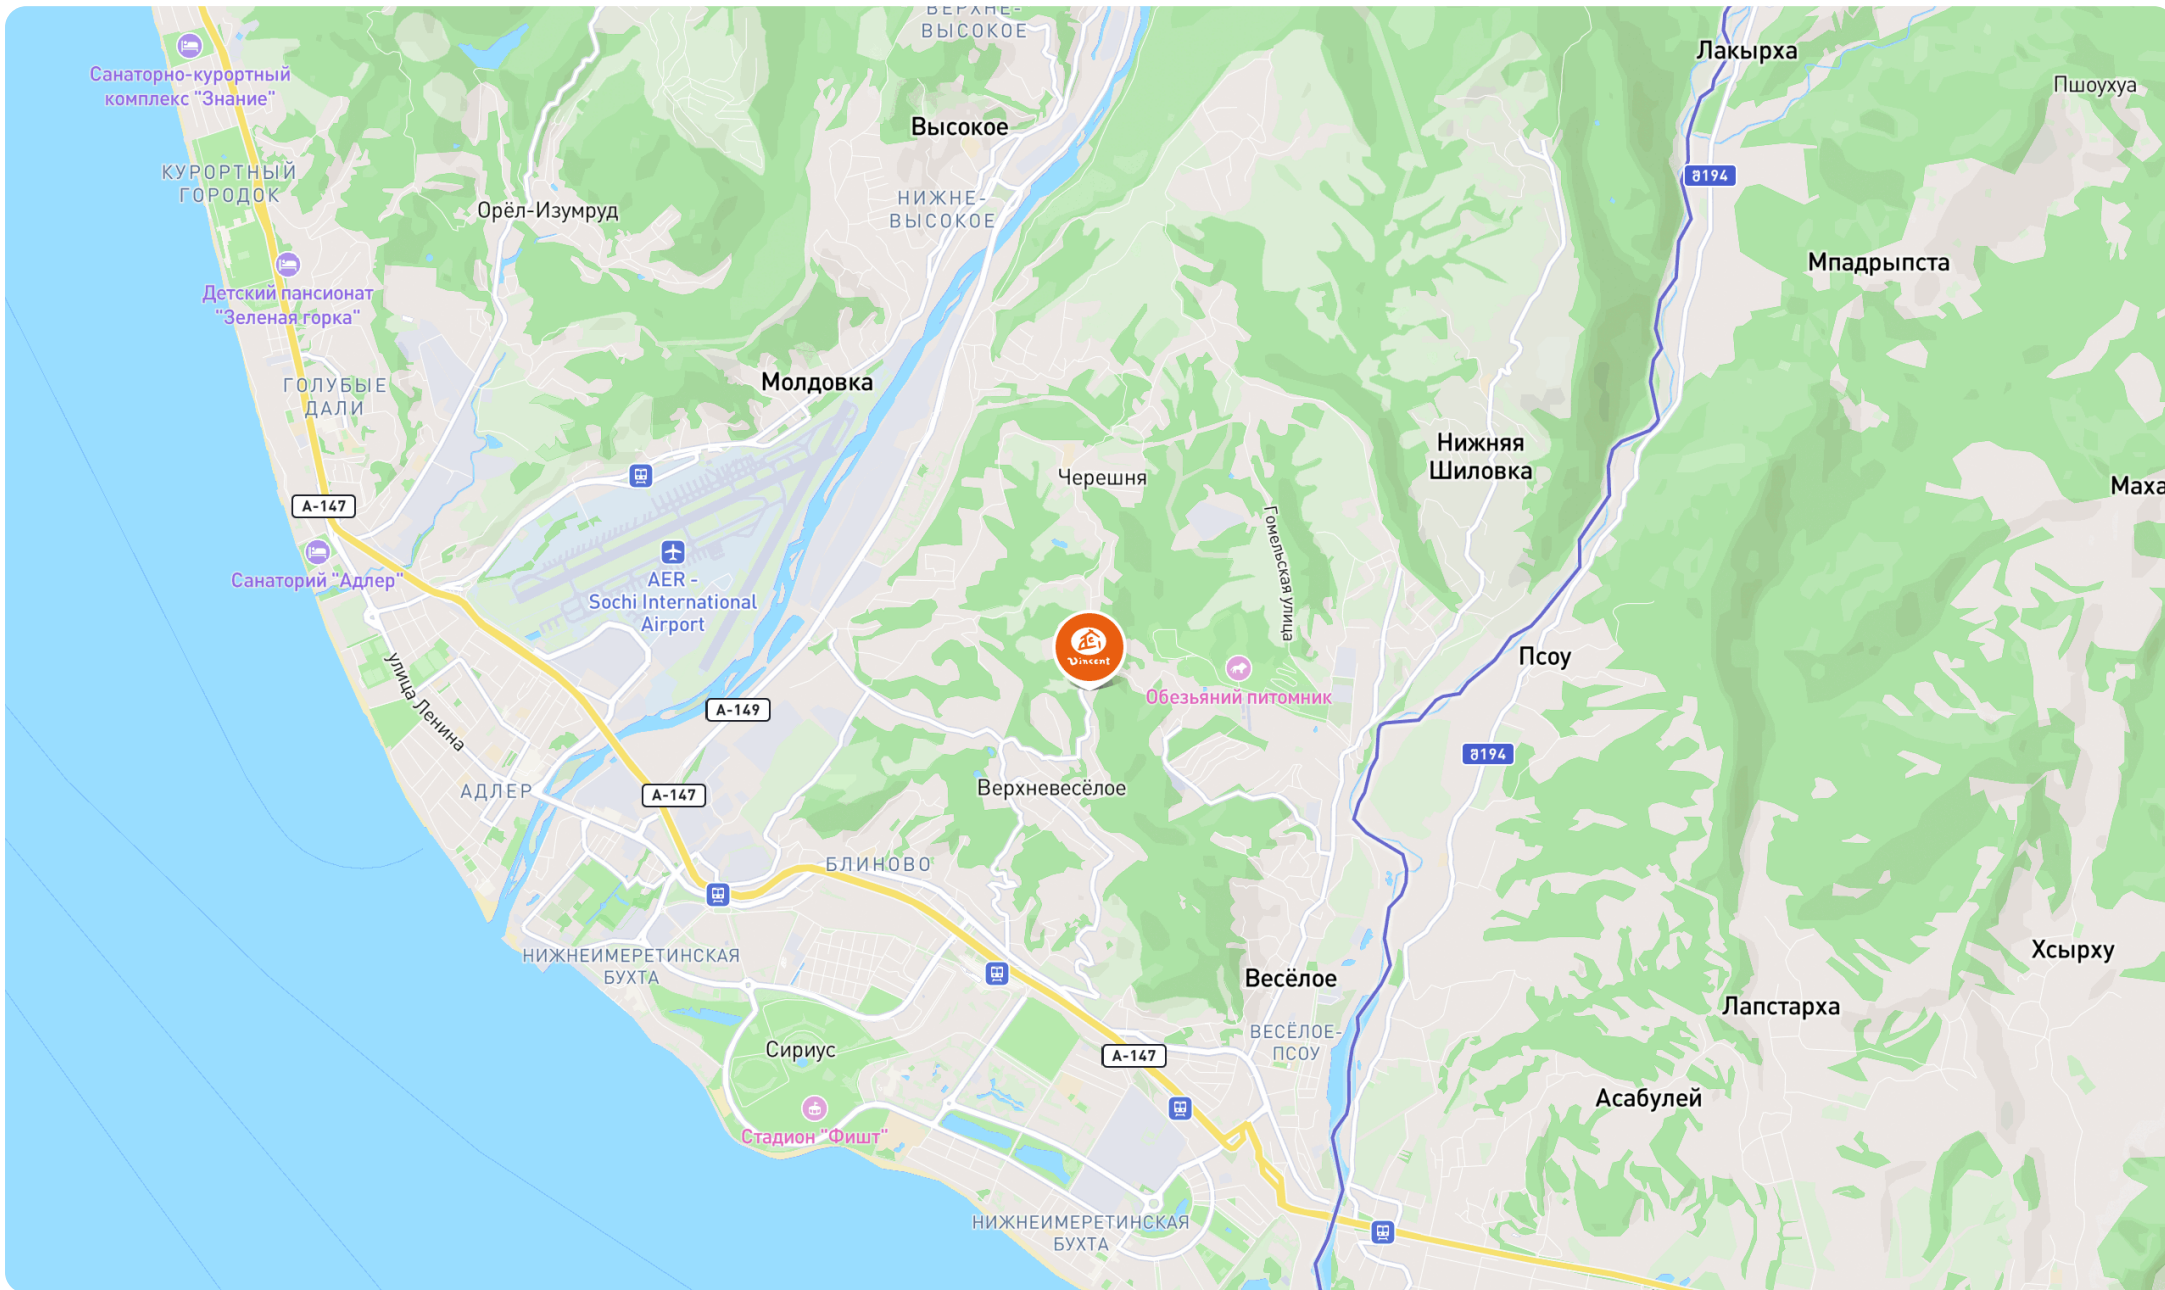 ВЕРХНЕ-
ВЫСОКОЕ
Санаторно-курортный
комплекс "Знание"
Лакырха
Пшоухуа
Высокое
КУРОРТНЫЙ
ГОРОДОК
Ⴋ194
НИЖНЕ-
ВЫСОКОЕ
Орёл-Изумруд
Мпадрыпста
Детский пансионат
"Зеленая горка"
ГОЛУБЫЕ
ДАЛИ
Молдовка
Нижняя
Шиловка
Черешня
Маха
А-147
Гомельская улица
AER -
Sochi International
Airport
Санаторий "Адлер"
Vincent
Псоу
улица Ленина
Обезьяний питомник
А-149
АДЛЕР
А-147
Верхневесёлое
БЛИНОВО
НИЖНЕИМЕРЕТИНСКАЯ
БУХТА
Весёлое
Хсырху
Лапстарха
ВЕСЁЛОЕ-
ПСОУ
Сириус
А-147
Асабулей
Стадион "Фишт"
НИЖНЕИМЕРЕТИНСКАЯ
БУХТА